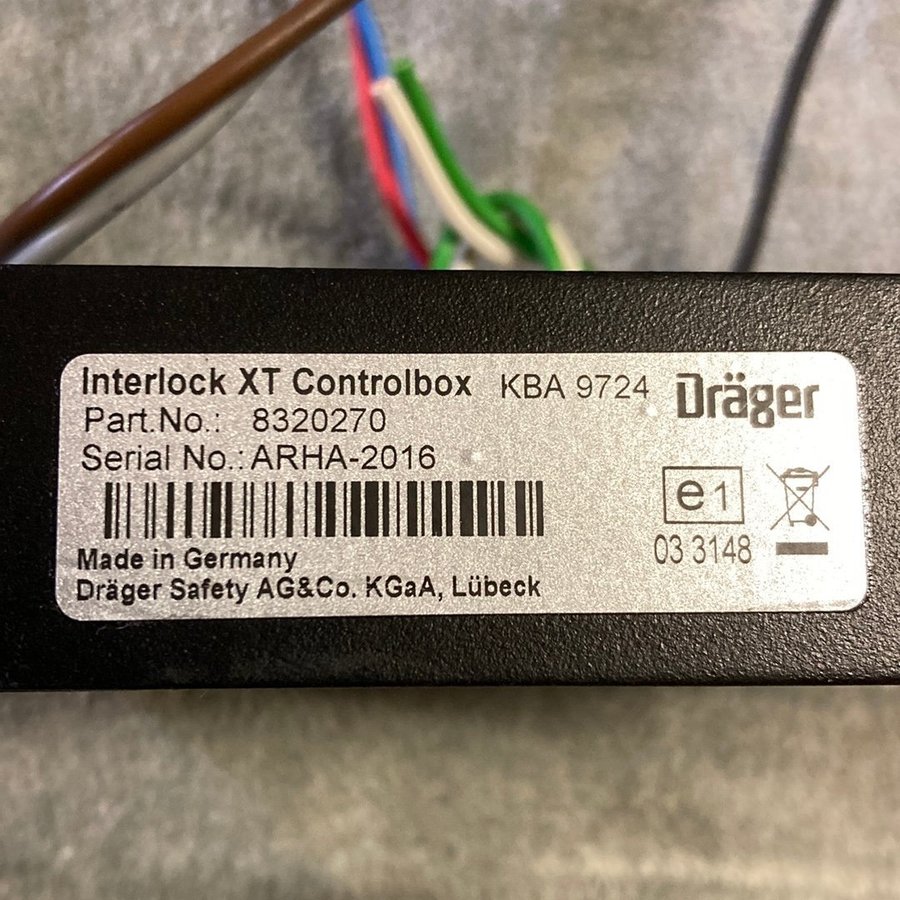 Interlock XT Controlbox KBA 9724 Dräger
Part.No.: 8320270
Serial No.: ARHA-2016
e1
03 3148
Made in Germany
Dräger Safety AG&Co. KGaA, Lübeck